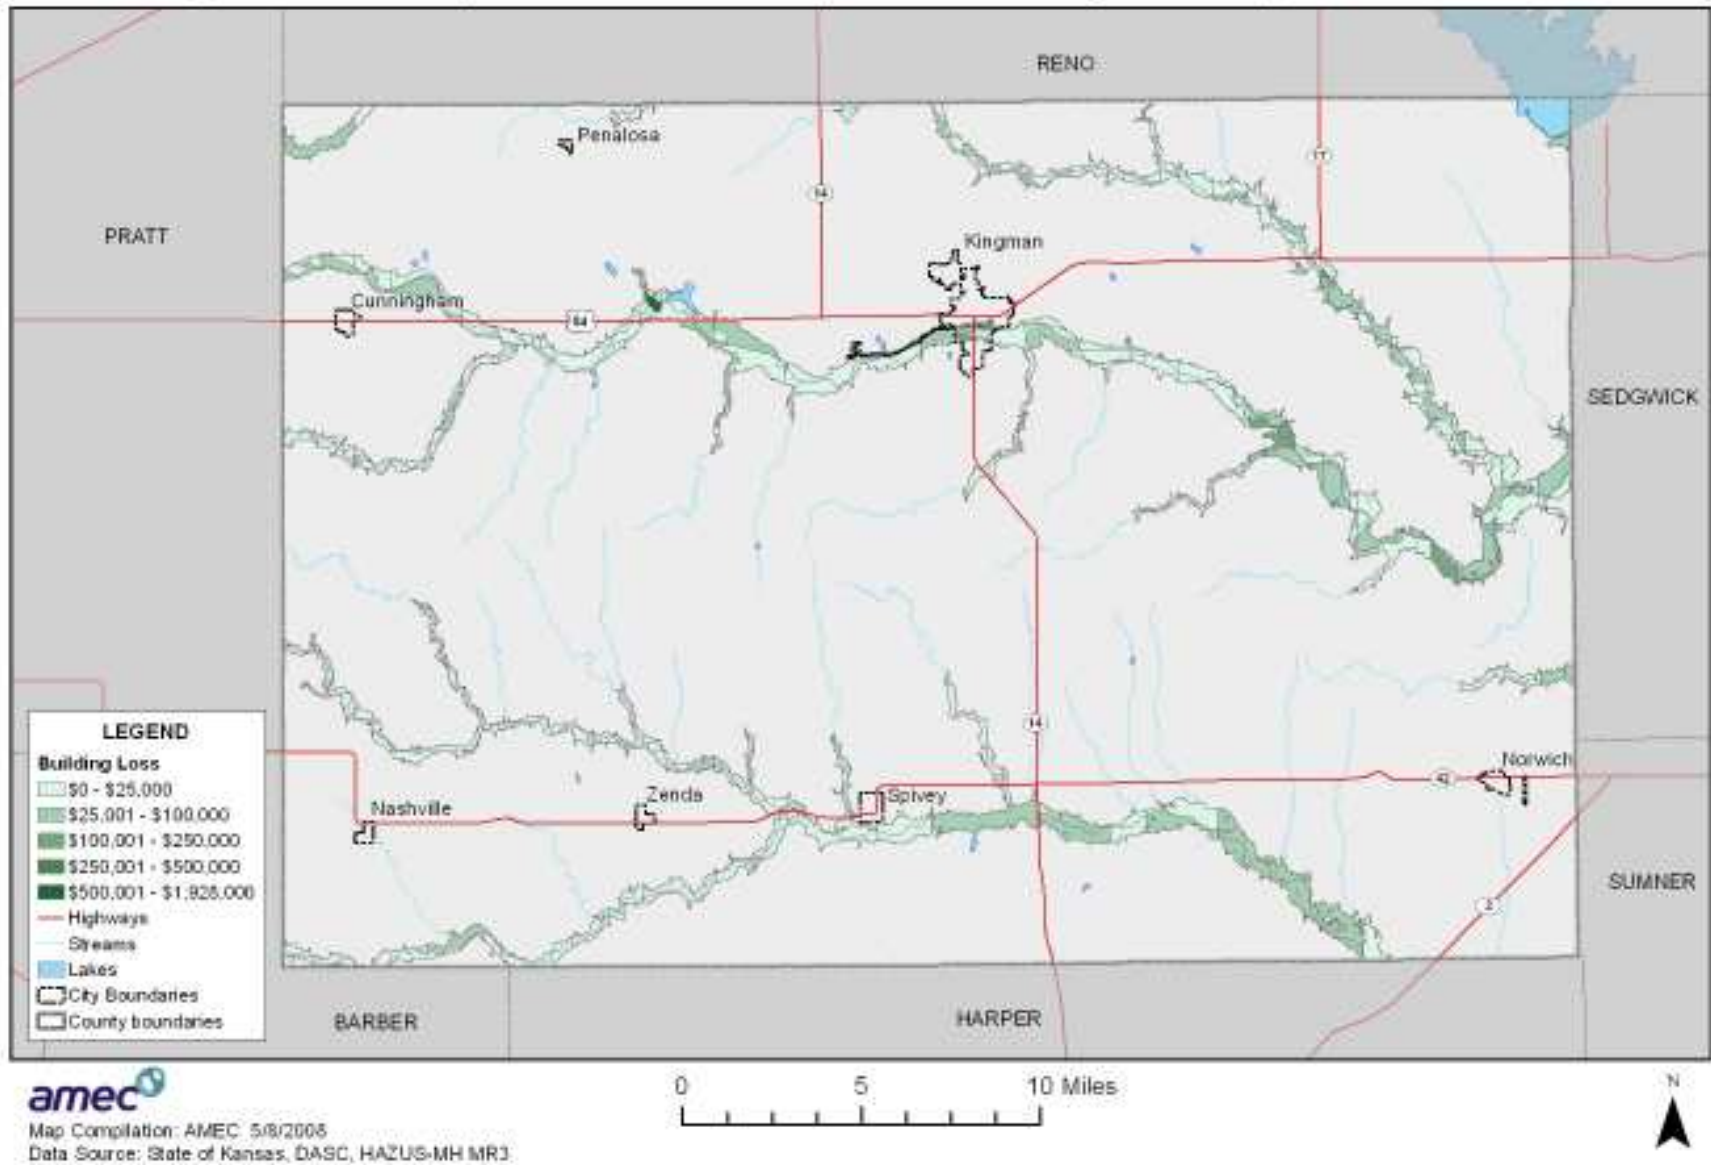 RENO
Penalosa
17
14
PRATT
Kingman
Cunningham
54
SEDGWICK
14
LEGEND
Building Loss
$0 - $25,000
$25,001 - $100,000
$100,001 - $250,000
$250,001 - $500,000
$500,001 - $1,928,000
Highways
Streams
Lakes
City Boundaries
County boundaries
Nashville
Zenda
Spivey
42
Norwich
2
SUMNER
BARBER
HARPER
amec
0 5 10 Miles
N
Map Compilation: AMEC 5/8/2008
Data Source: State of Kansas, DASC, HAZUS-MH MR3